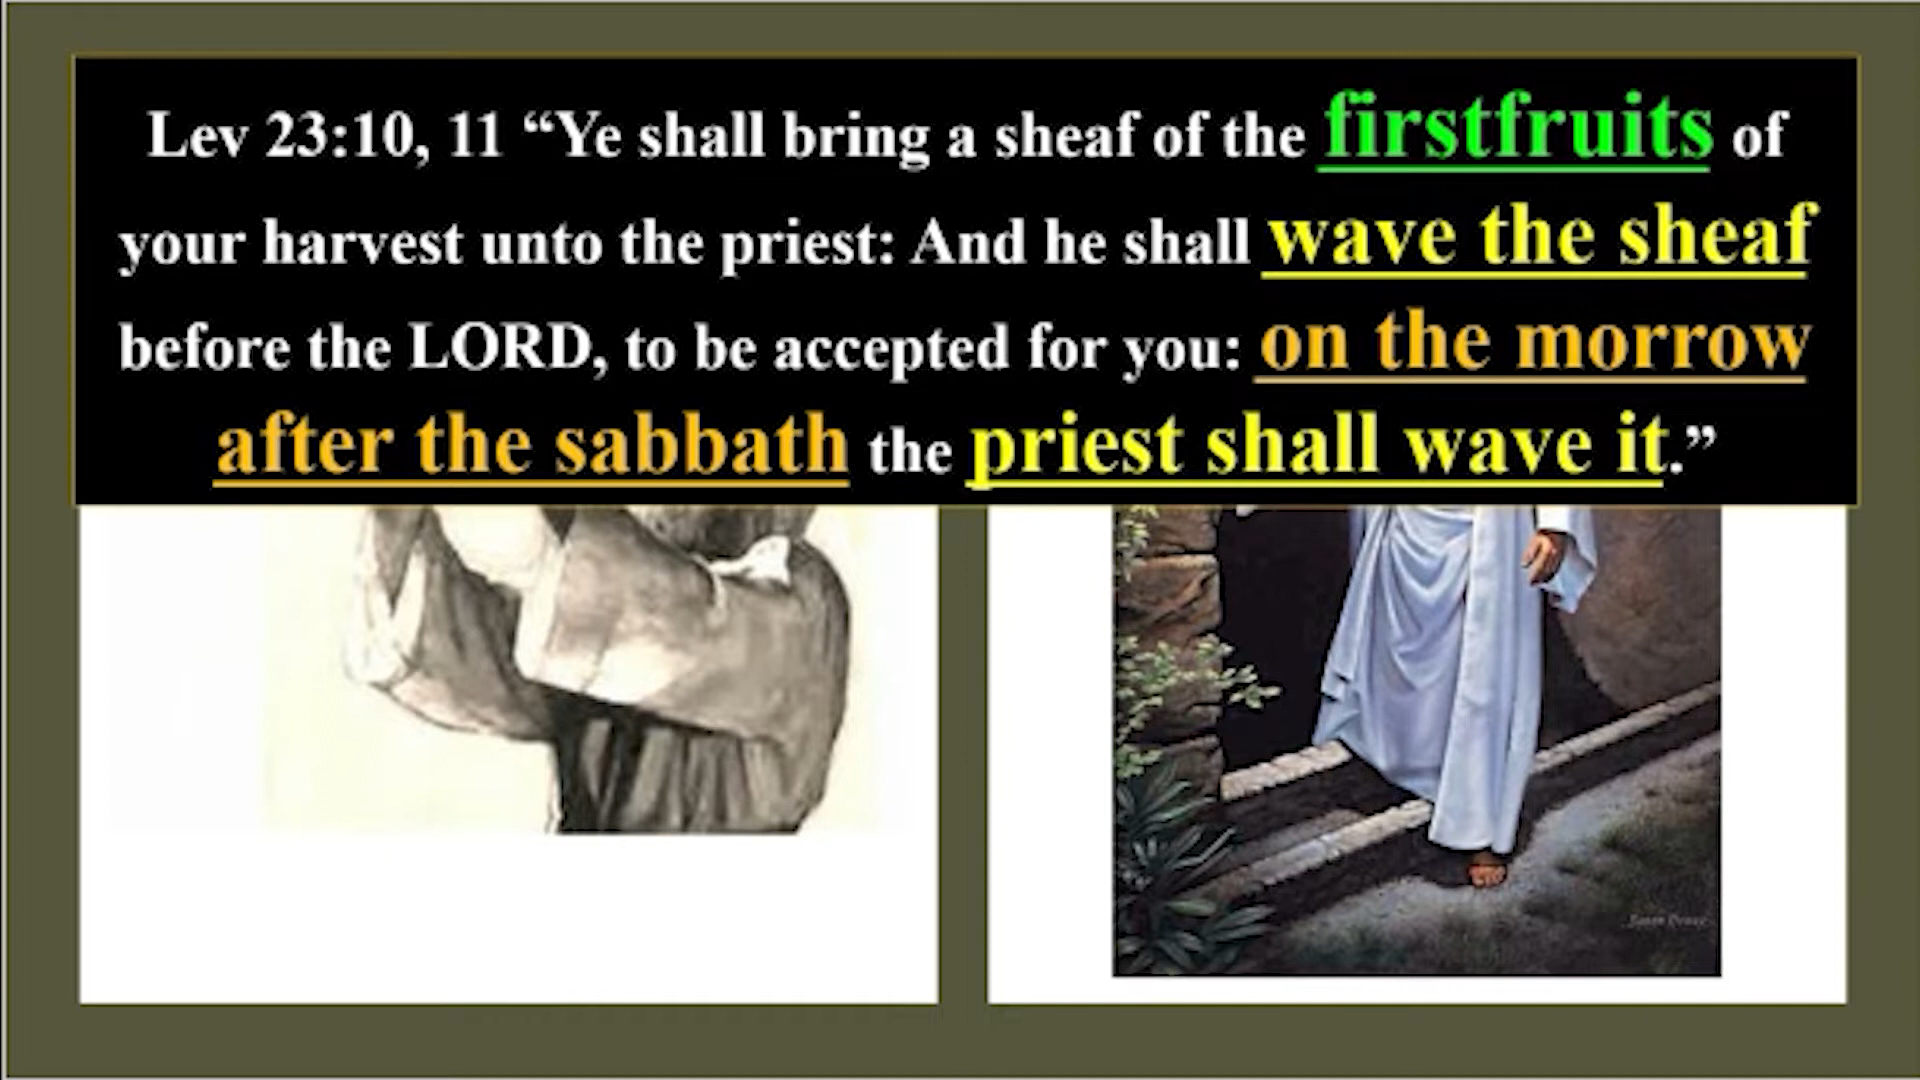 Lev 23:10, 11 “Ye shall bring a sheaf of the firstfruits of
your harvest unto the priest: And he shall wave the sheaf
before the LORD, to be accepted for you: on the morrow
after the sabbath the priest shall wave it.”